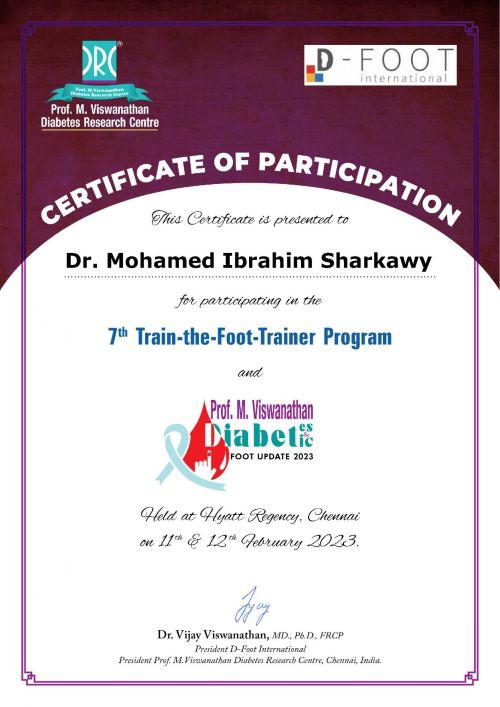 DRC®
Prof. M.Viswanathan
Diabetes Research Centre
Prof. M. Viswanathan
Diabetes Research Centre
D-FOOT
international
CERTIFICATE OF PARTICIPATION
This Certificate is presented to
Dr. Mohamed Ibrahim Sharkawy
for participating in the
7th Train-the-Foot-Trainer Program
and
Prof. M. Viswanathan
Diabetes & ic
FOOT UPDATE 2023
Held at Hyatt Regency, Chennai
on 11th & 12th February 2023.
Dr. Vijay Viswanathan, MD., Ph.D., FRCP
President D-Foot International
President Prof. M.Viswanathan Diabetes Research Centre, Chennai, India.